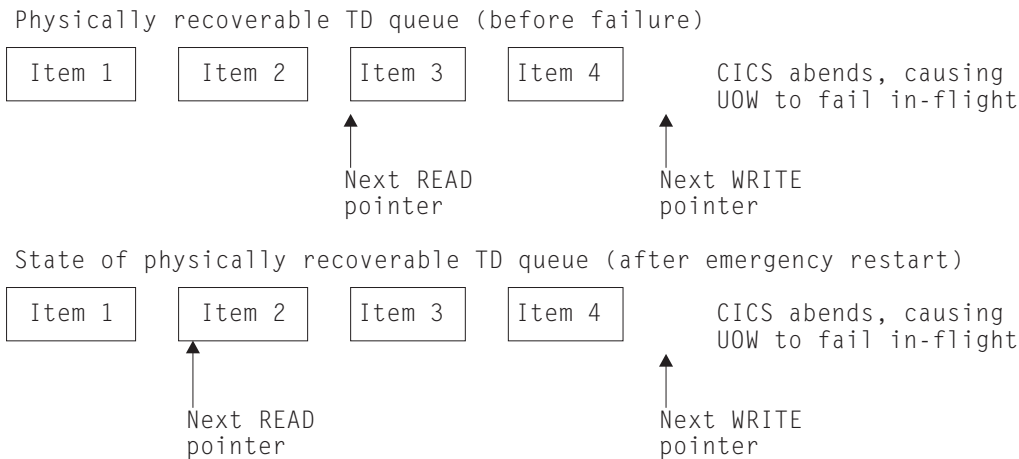 Physically recoverable TD queue (before failure)
Item 1 Item 2 Item 3 Item 4 CICS abends, causing
UOW to fail in-flight
Next READ Next WRITE
pointer pointer
State of physically recoverable TD queue (after emergency restart)
Item 1 Item 2 Item 3 Item 4 CICS abends, causing
UOW to fail in-flight
Next READ Next WRITE
pointer pointer